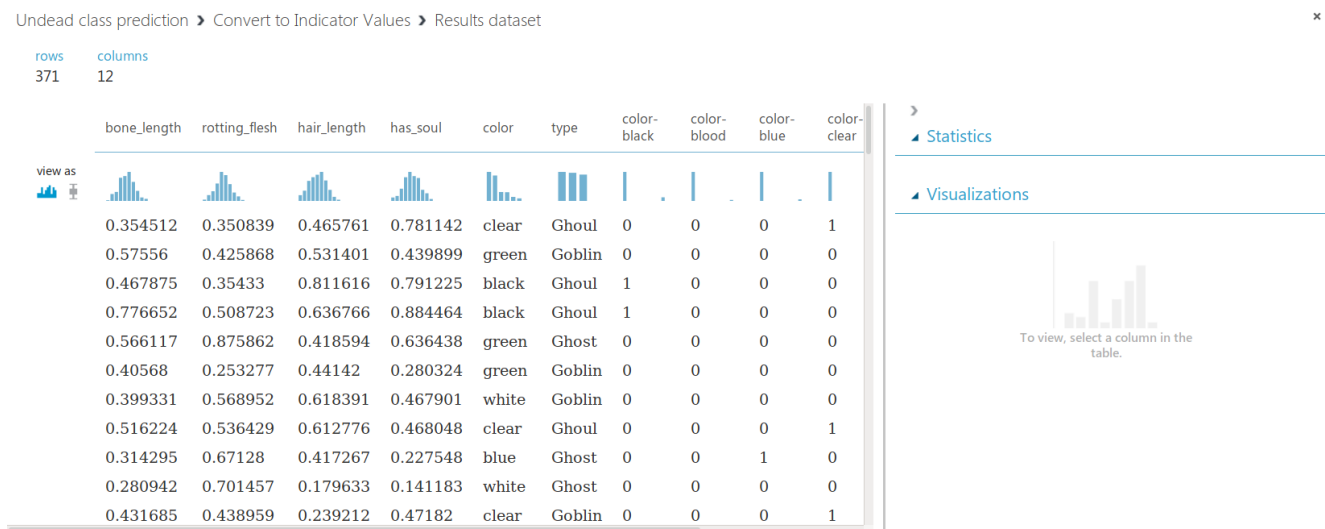 Undead class prediction › Convert to Indicator Values › Results dataset ×
rows columns
371 12
bone_length rotting_flesh hair_length has_soul color type color-black color-blood color-blue color-clear
view as
0.354512 0.350839 0.465761 0.781142 clear Ghoul 0 0 0 1
0.57556 0.425868 0.531401 0.439899 green Goblin 0 0 0 0
0.467875 0.35433 0.811616 0.791225 black Ghoul 1 0 0 0
0.776652 0.508723 0.636766 0.884464 black Ghoul 1 0 0 0
0.566117 0.875862 0.418594 0.636438 green Ghost 0 0 0 0
0.40568 0.253277 0.44142 0.280324 green Goblin 0 0 0 0
0.399331 0.568952 0.618391 0.467901 white Goblin 0 0 0 0
0.516224 0.536429 0.612776 0.468048 clear Ghoul 0 0 0 1
0.314295 0.67128 0.417267 0.227548 blue Ghost 0 0 1 0
0.280942 0.701457 0.179633 0.141183 white Ghost 0 0 0 0
0.431685 0.438959 0.239212 0.47182 clear Goblin 0 0 0 1
Statistics
Visualizations
To view, select a column in the
table.